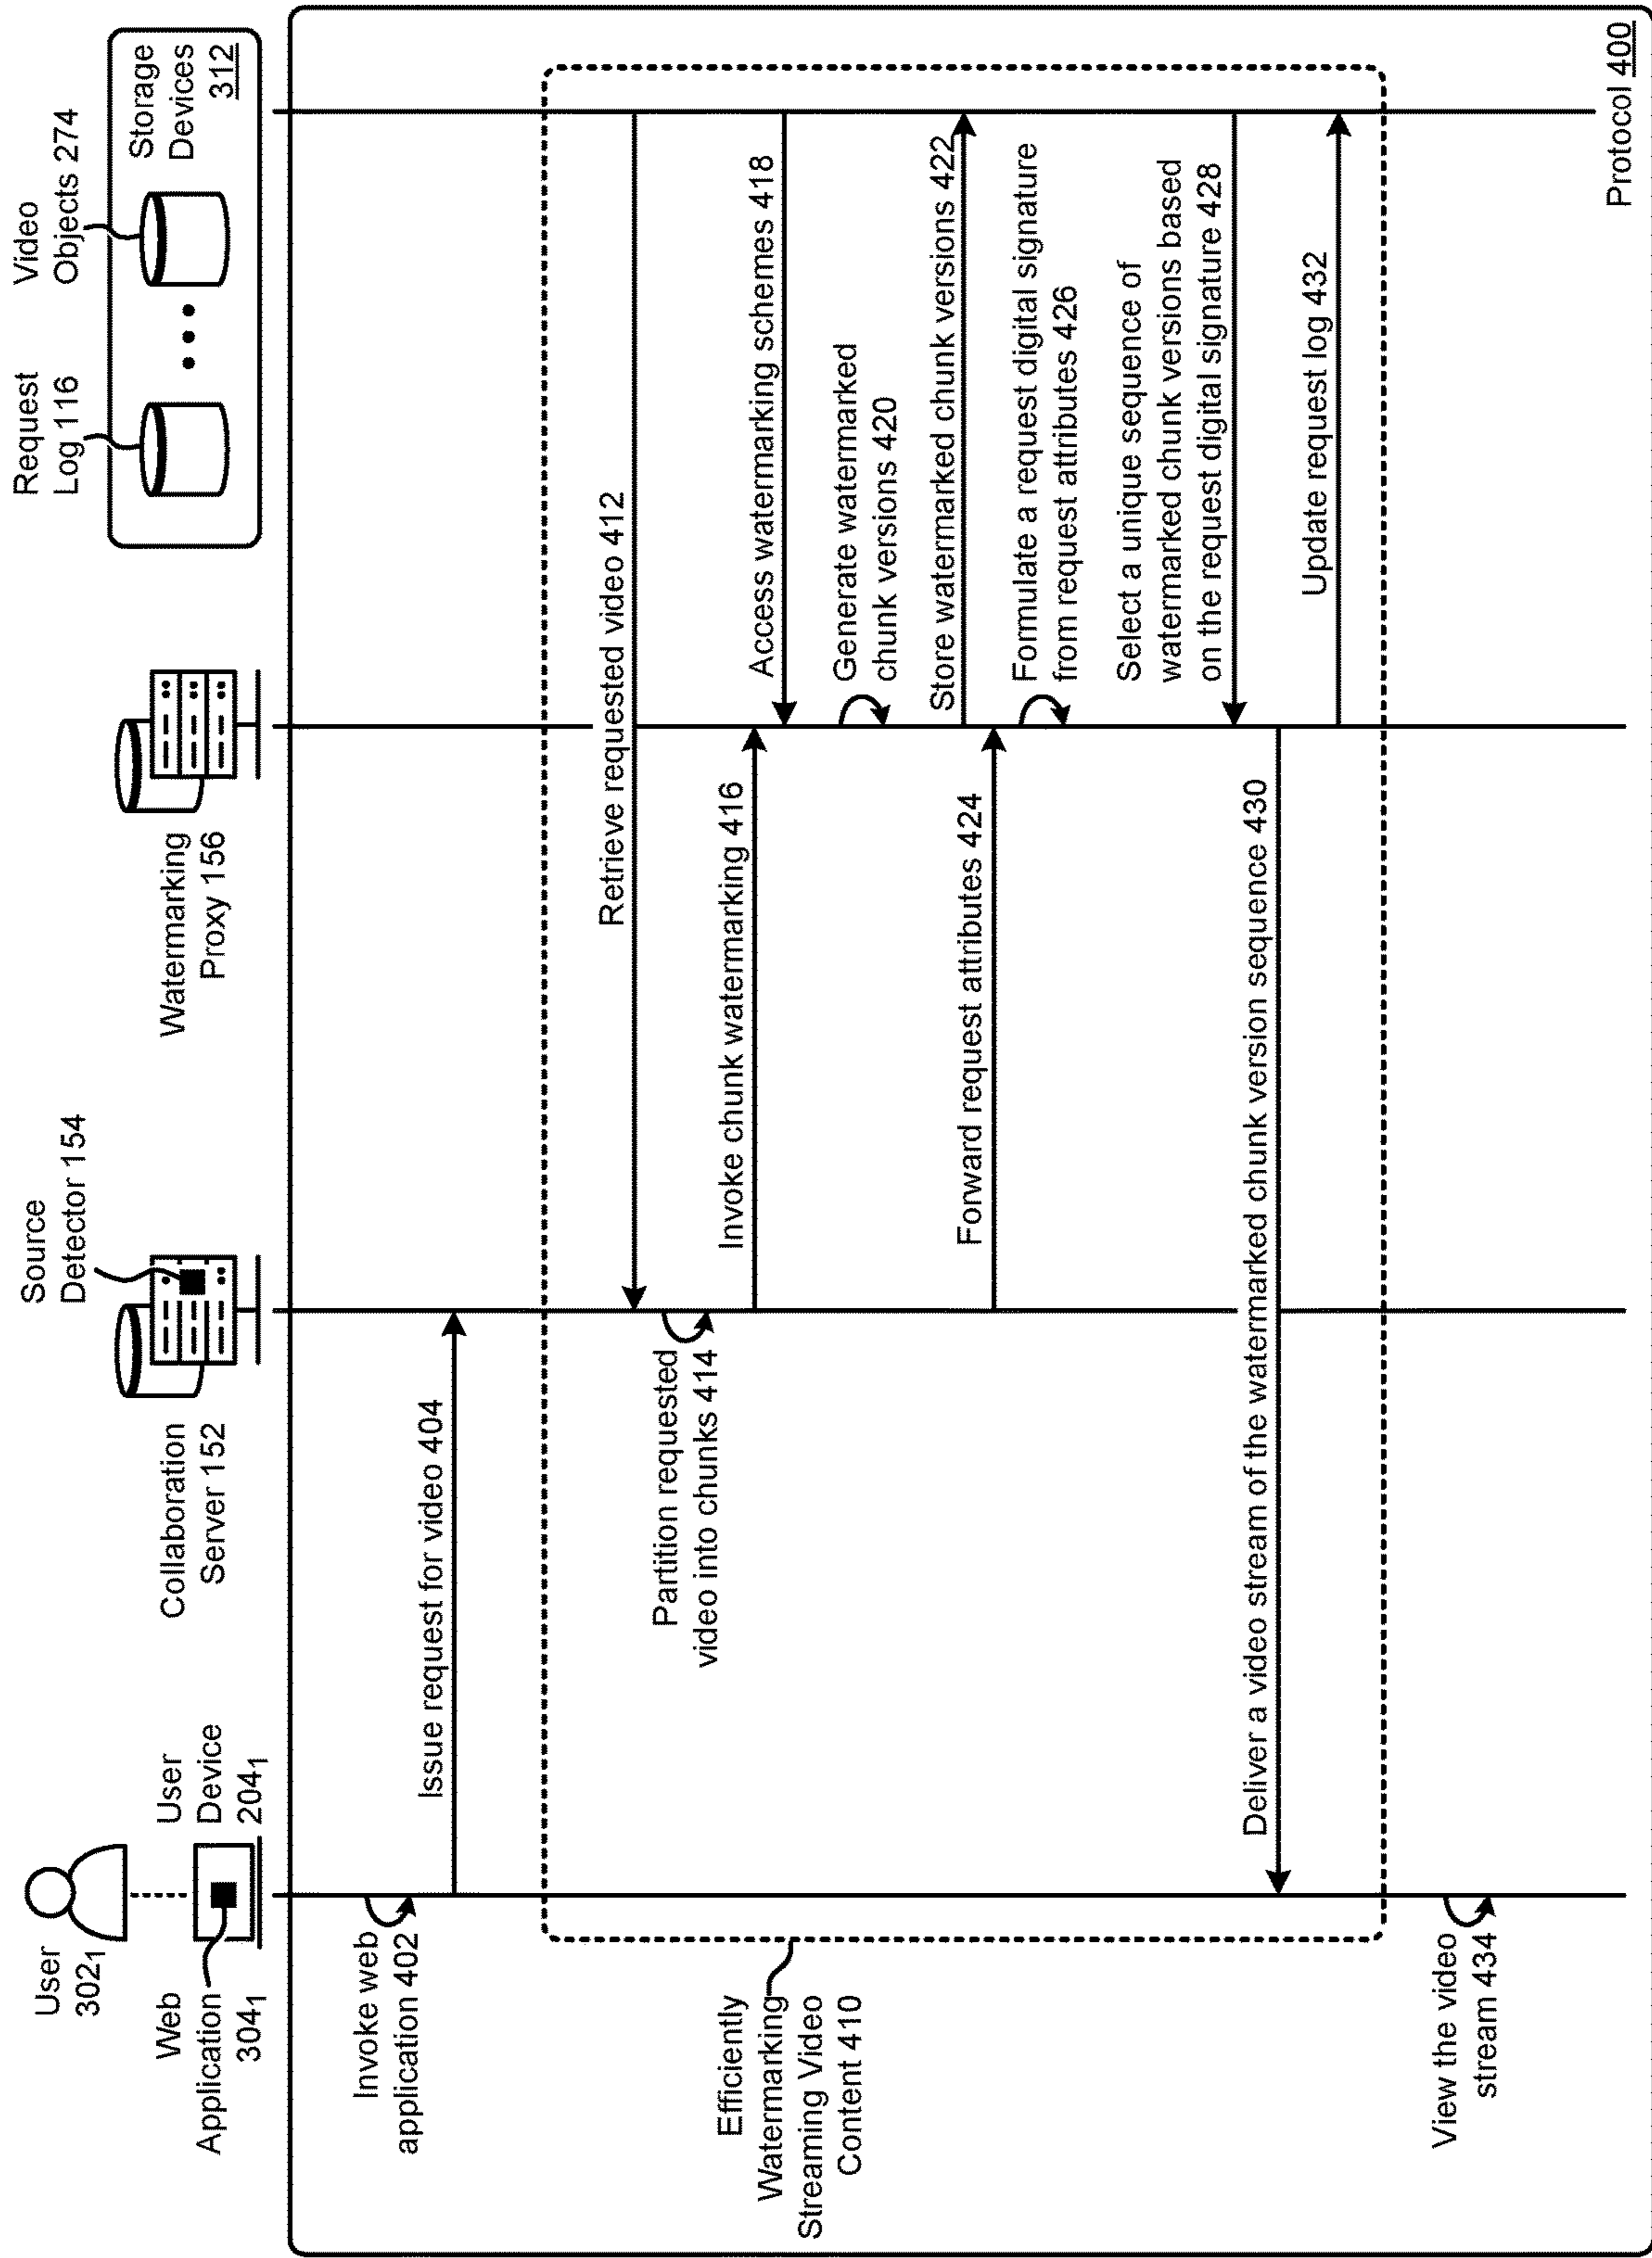 User
302₁
Web
Application
304₁
User
Device
204₁
Collaboration
Server 152
Source
Detector 154
Watermarking
Proxy 156
Request
Log 116
Video
Objects 274
Storage
Devices
312
Invoke web
application 402
Issue request for video 404
Efficiently
Watermarking
Streaming Video
Content 410
Retrieve requested video 412
Partition requested
video into chunks 414
Invoke chunk watermarking 416
Access watermarking schemes 418
Generate watermarked
chunk versions 420
Store watermarked chunk versions 422
Forward request attributes 424
Formulate a request digital signature
from request attributes 426
Select a unique sequence of
watermarked chunk versions based
on the request digital signature 428
Deliver a video stream of the watermarked chunk version sequence 430
Update request log 432
View the video
stream 434
Protocol 400